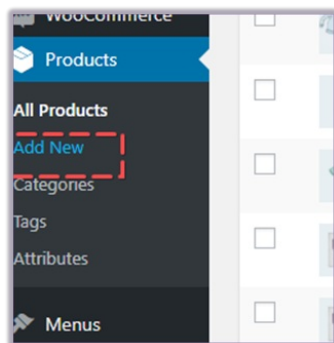 WooCommerce
Products
All Products
Add New
Categories
Tags
Attributes
Menus